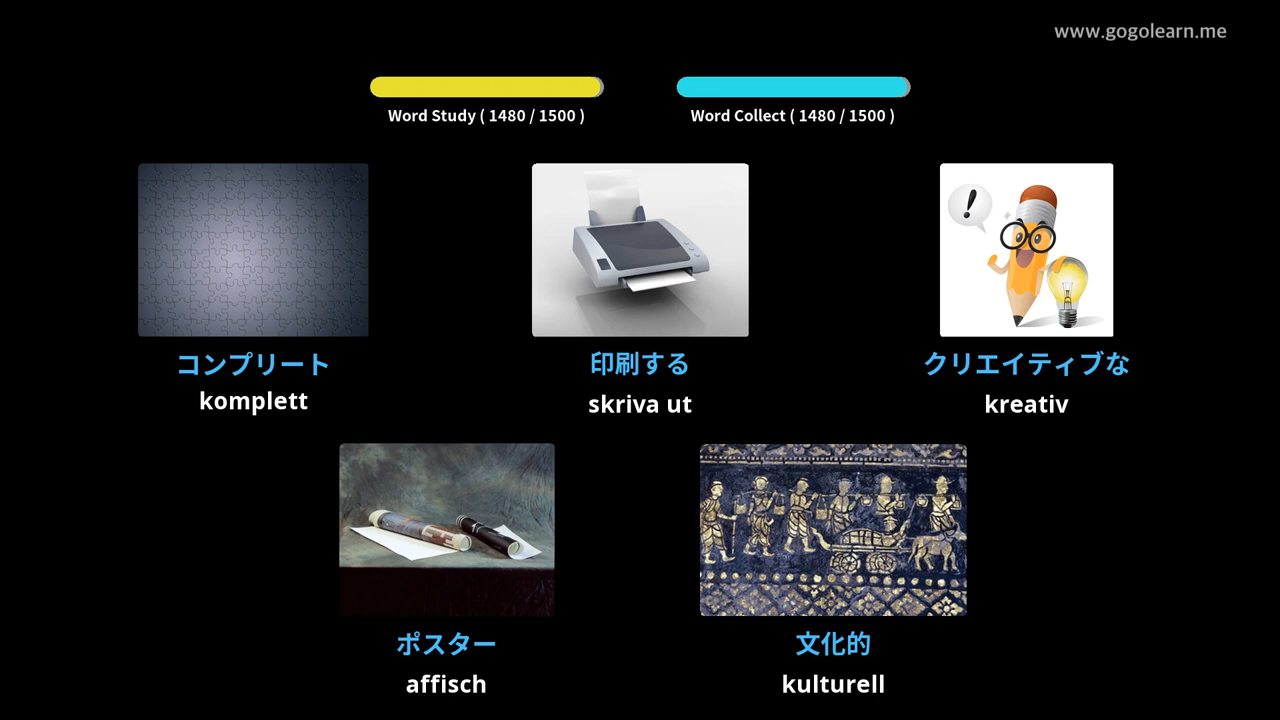 www.gogolearn.me
Word Study ( 1480 / 1500 )
Word Collect ( 1480 / 1500 )
コンプリート
komplett
印刷する
skriva ut
クリエイティブな
kreativ
ポスター
affisch
文化的
kulturell